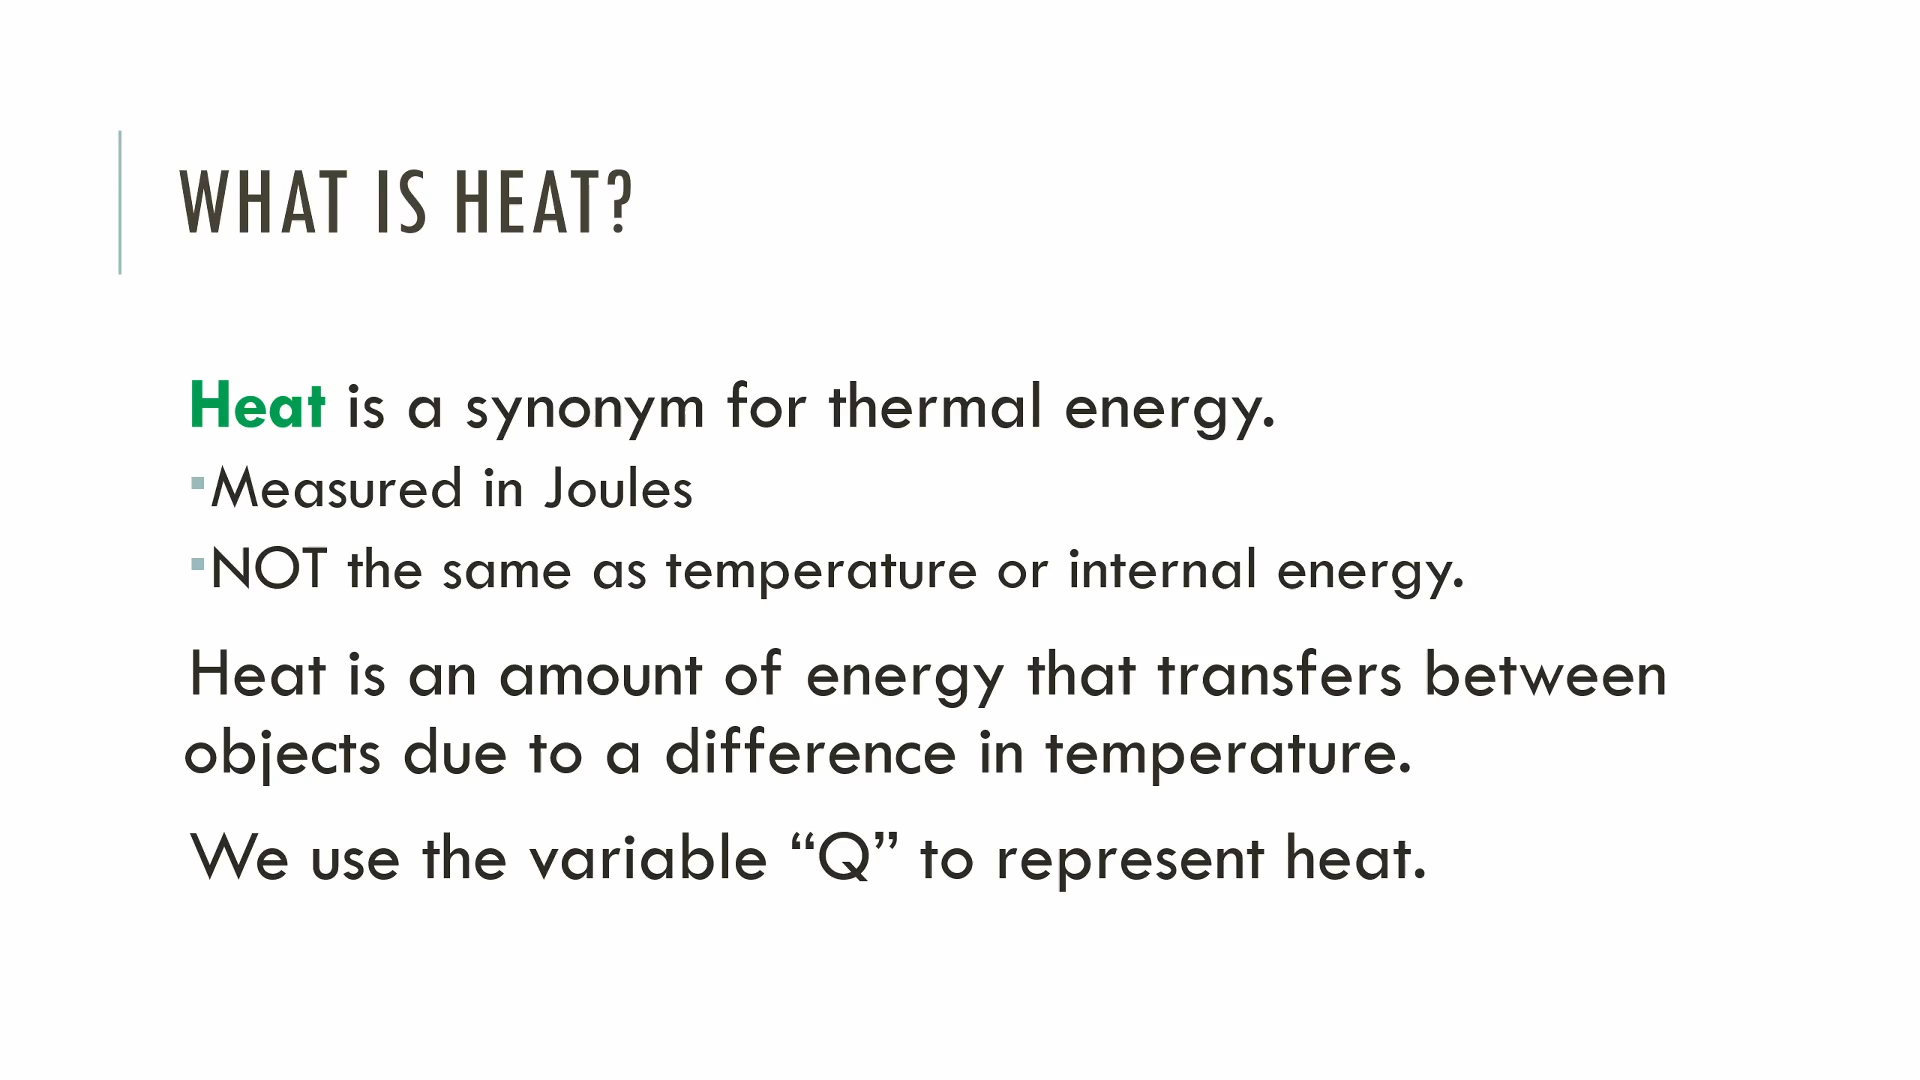 WHAT IS HEAT?
Heat is a synonym for thermal energy.
▪Measured in Joules
▪NOT the same as temperature or internal energy.
Heat is an amount of energy that transfers between
objects due to a difference in temperature.
We use the variable “Q” to represent heat.